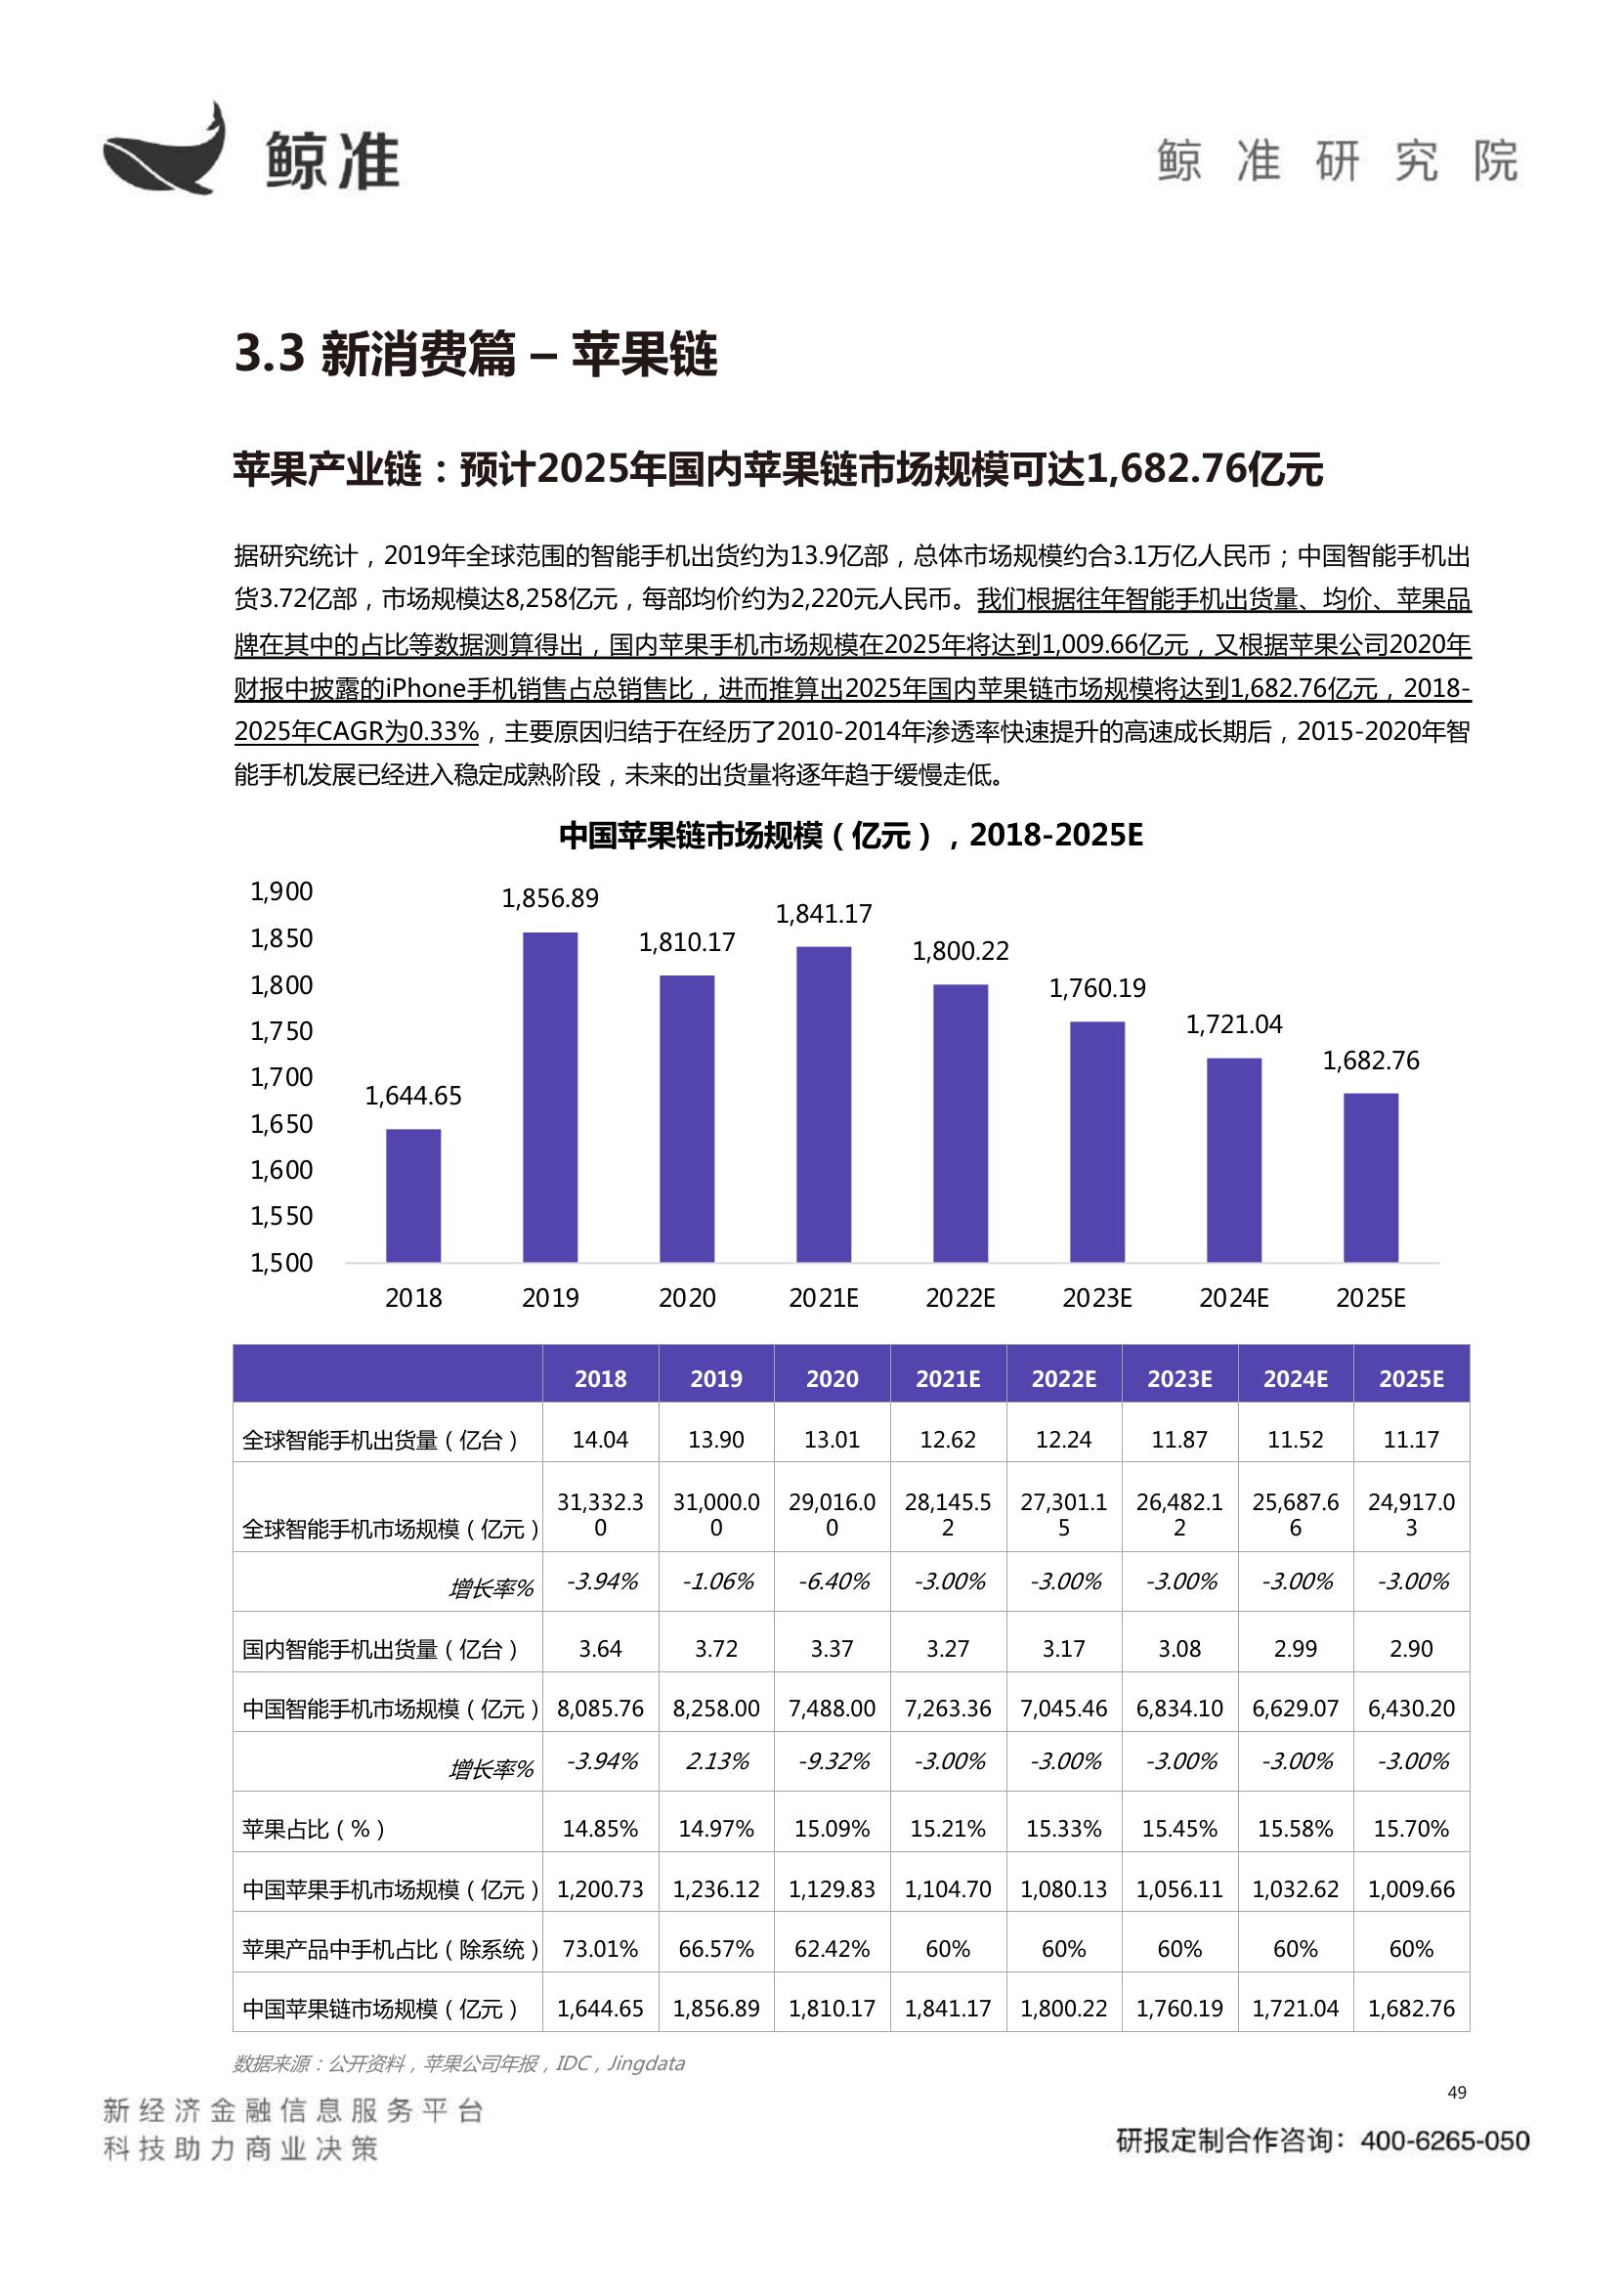 鲸准
鲸准研究院
3.3 新消费篇 – 苹果链
苹果产业链：预计2025年国内苹果链市场规模可达1,682.76亿元
据研究统计，2019年全球范围的智能手机出货约为13.9亿部，总体市场规模约合3.1万亿人民币；中国智能手机出
货3.72亿部，市场规模达8,258亿元，每部均价约为2,220元人民币。我们根据往年智能手机出货量、均价、苹果品
牌在其中的占比等数据测算得出，国内苹果手机市场规模在2025年将达到1,009.66亿元，又根据苹果公司2020年
财报中披露的iPhone手机销售占总销售比，进而推算出2025年国内苹果链市场规模将达到1,682.76亿元，2018-
2025年CAGR为0.33%，主要原因归结于在经历了2010-2014年渗透率快速提升的高速成长期后，2015-2020年智
能手机发展已经进入稳定成熟阶段，未来的出货量将逐年趋于缓慢走低。
中国苹果链市场规模（亿元），2018-2025E
1,900
1,850
1,800
1,750
1,700
1,650
1,600
1,550
1,500
1,644.65
1,856.89
1,810.17
1,841.17
1,800.22
1,760.19
1,721.04
1,682.76
2018 2019 2020 2021E 2022E 2023E 2024E 2025E
2018 2019 2020 2021E 2022E 2023E 2024E 2025E
全球智能手机出货量（亿台） 14.04 13.90 13.01 12.62 12.24 11.87 11.52 11.17
全球智能手机市场规模（亿元） 31,332.30 31,000.00 29,016.00 28,145.52 27,301.15 26,482.12 25,687.66 24,917.03
增长率% -3.94% -1.06% -6.40% -3.00% -3.00% -3.00% -3.00% -3.00%
国内智能手机出货量（亿台） 3.64 3.72 3.37 3.27 3.17 3.08 2.99 2.90
中国智能手机市场规模（亿元） 8,085.76 8,258.00 7,488.00 7,263.36 7,045.46 6,834.10 6,629.07 6,430.20
增长率% -3.94% 2.13% -9.32% -3.00% -3.00% -3.00% -3.00% -3.00%
苹果占比（%） 14.85% 14.97% 15.09% 15.21% 15.33% 15.45% 15.58% 15.70%
中国苹果手机市场规模（亿元） 1,200.73 1,236.12 1,129.83 1,104.70 1,080.13 1,056.11 1,032.62 1,009.66
苹果产品中手机占比（除系统） 73.01% 66.57% 62.42% 60% 60% 60% 60% 60%
中国苹果链市场规模（亿元） 1,644.65 1,856.89 1,810.17 1,841.17 1,800.22 1,760.19 1,721.04 1,682.76
数据来源：公开资料，苹果公司年报，IDC，Jingdata
49
新经济金融信息服务平台
科技助力商业决策
研报定制合作咨询：400-6265-050